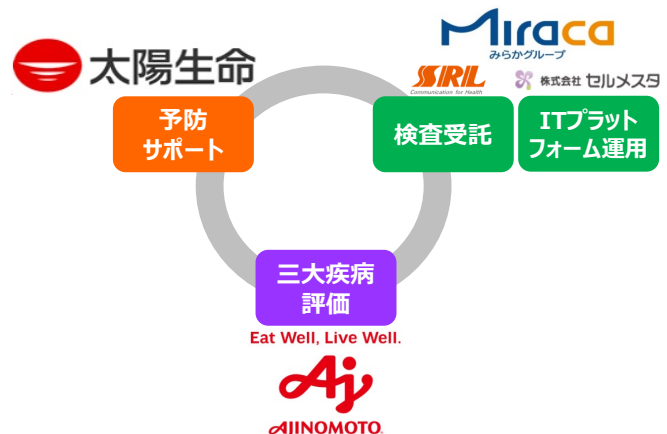 太陽生命
Miraca
みらかグループ
SRL
Communication for Health
株式会社 セルメスタ
予防
サポート
検査受託
ITプラット
フォーム運用
三大疾病
評価
Eat Well, Live Well.
Aj
AJINOMOTO.